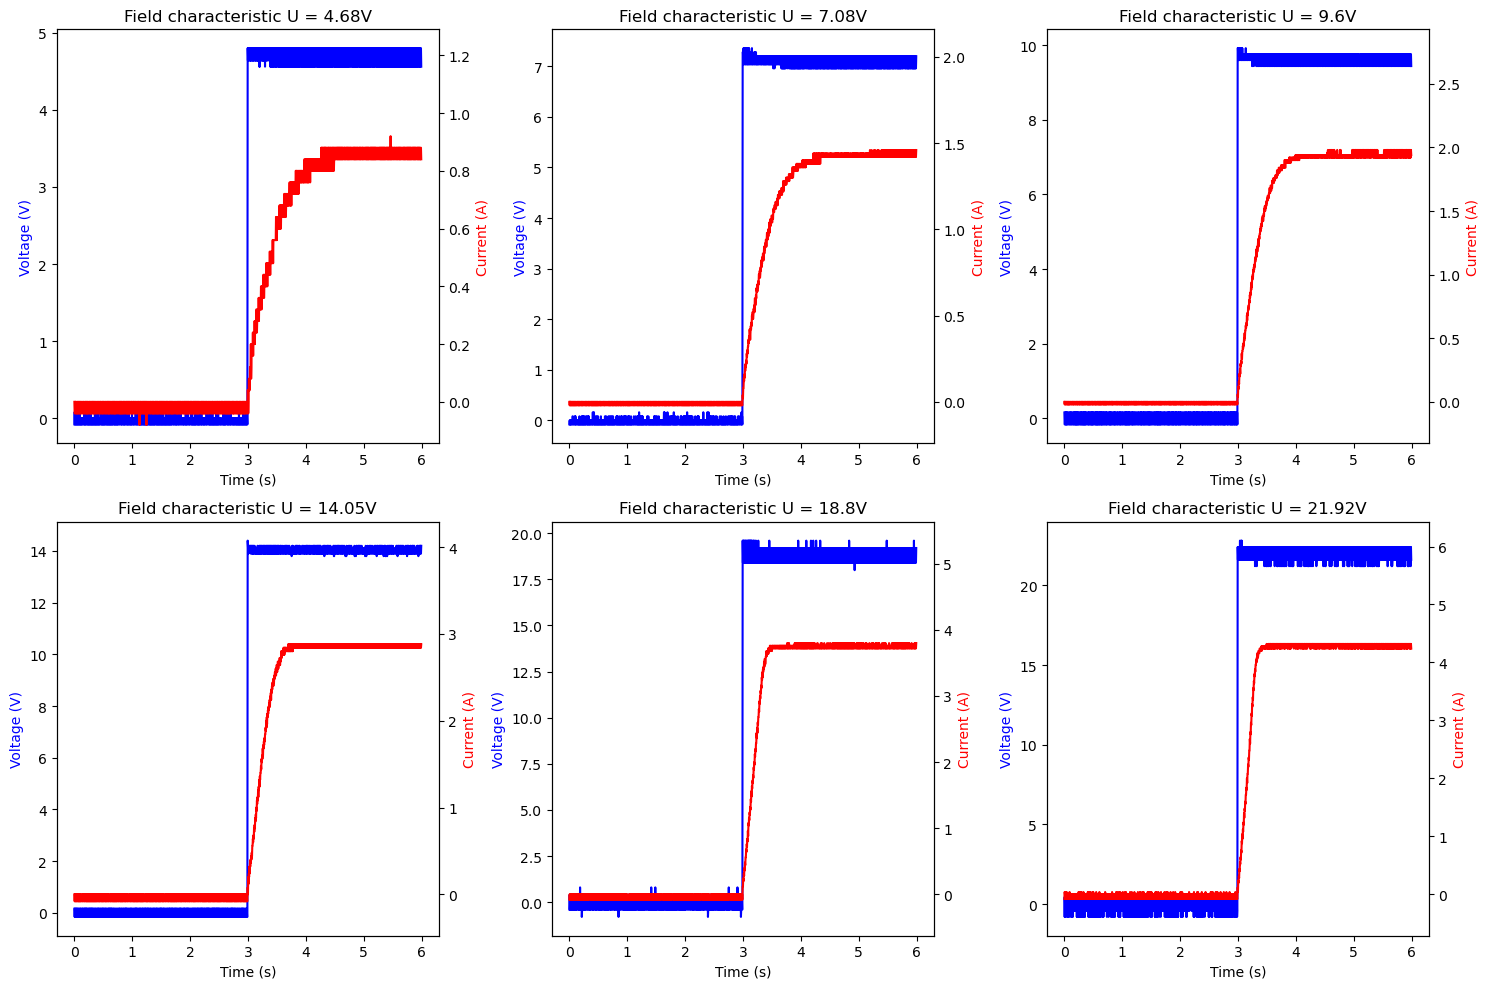 Field characteristic U = 4.68V
5
4
3
2
1
0
Voltage (V)
1.2
1.0
0.8
0.6
0.4
0.2
0.0
Current (A)
0 1 2 3 4 5 6
Time (s)
Field characteristic U = 7.08V
7
6
5
4
3
2
1
0
Voltage (V)
2.0
1.5
1.0
0.5
0.0
Current (A)
0 1 2 3 4 5 6
Time (s)
Field characteristic U = 9.6V
10
8
6
4
2
0
Voltage (V)
2.5
2.0
1.5
1.0
0.5
0.0
Current (A)
0 1 2 3 4 5 6
Time (s)
Field characteristic U = 14.05V
14
12
10
8
6
4
2
0
Voltage (V)
4
3
2
1
0
Current (A)
0 1 2 3 4 5 6
Time (s)
Field characteristic U = 18.8V
20.0
17.5
15.0
12.5
10.0
7.5
5.0
2.5
0.0
Voltage (V)
5
4
3
2
1
0
Current (A)
0 1 2 3 4 5 6
Time (s)
Field characteristic U = 21.92V
20
15
10
5
0
Voltage (V)
6
5
4
3
2
1
0
Current (A)
0 1 2 3 4 5 6
Time (s)